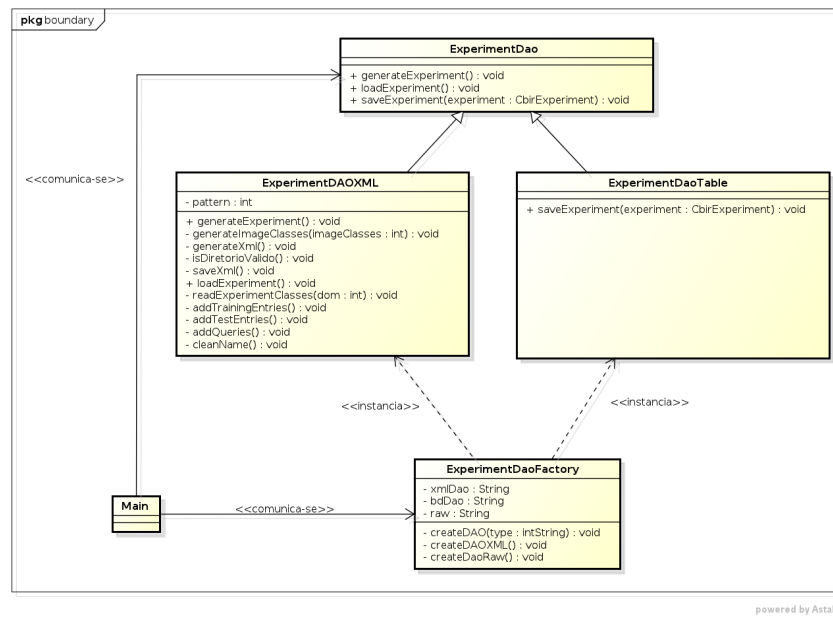 pkg boundary
ExperimentDao
+ generateExperiment() : void
+ loadExperiment() : void
+ saveExperiment(experiment : CbirExperiment) : void
<<comunica-se>>
ExperimentDAOXML
- pattern : int
+ generateExperiment() : void
- generateImageClasses(imageClasses : int) : void
- generateXml() : void
- isDiretorioValido() : void
- saveXml() : void
+ loadExperiment() : void
- readExperimentClasses(dom : int) : void
- addTrainingEntries() : void
- addTestEntries() : void
- addQueries() : void
- cleanName() : void
ExperimentDaoTable
+ saveExperiment(experiment : CbirExperiment) : void
<<instancia>>
<<instancia>>
ExperimentDaoFactory
- xmlDao : String
- bdDao : String
- raw : String
- createDAO(type : intString) : void
- createDAOXML() : void
- createDaoRaw() : void
Main
<<comunica-se>>
powered by